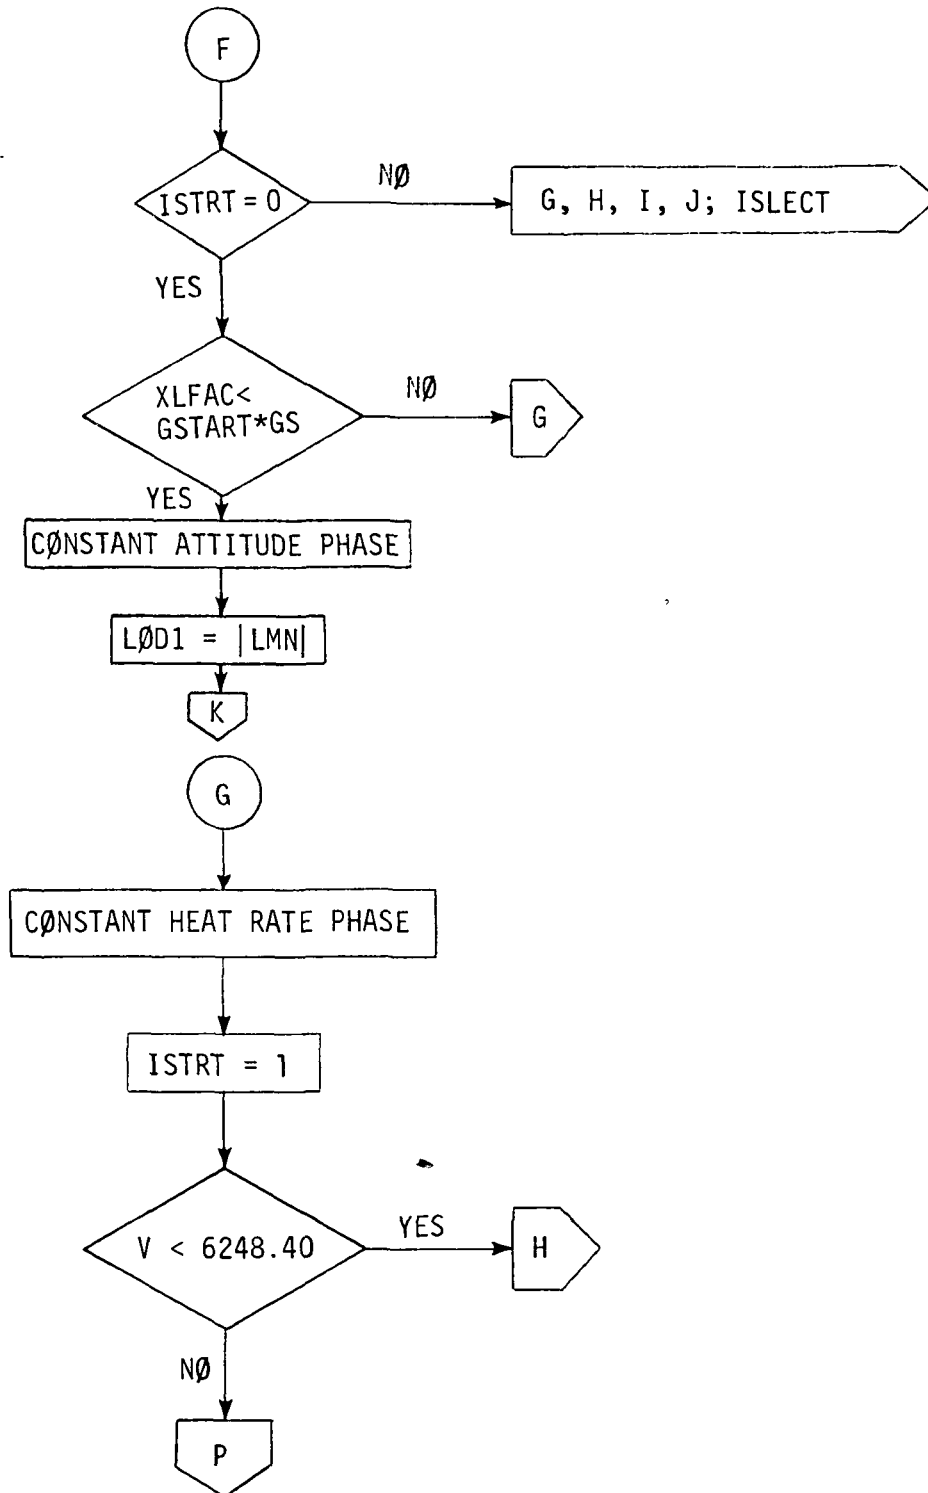 F
ISTRT = 0
NØ
G, H, I, J; ISLECT
YES
XLFAC<
GSTART*GS
NØ
G
YES
CØNSTANT ATTITUDE PHASE
LØD1 = |LMN|
K
G
CØNSTANT HEAT RATE PHASE
ISTRT = 1
V < 6248.40
YES
H
NØ
P